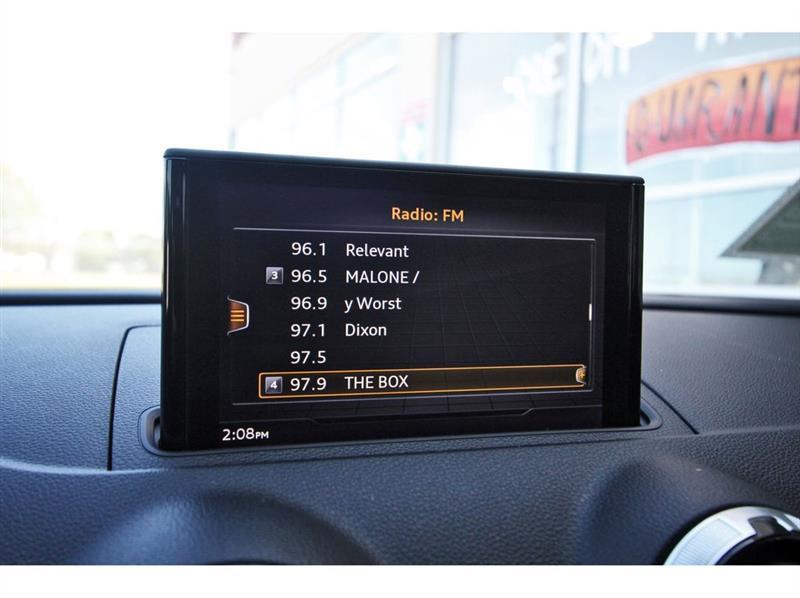 GUARANT
Radio: FM
96.1 Relevant
3 96.5 MALONE /
96.9 y Worst
97.1 Dixon
97.5
4 97.9 THE BOX
2:08PM